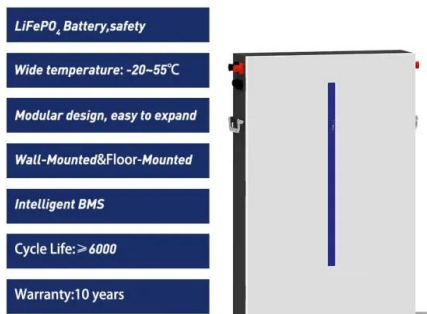 LiFePO₄ Battery,safety
Wide temperature: -20~55℃
Modular design, easy to expand
Wall-Mounted&Floor-Mounted
Intelligent BMS
Cycle Life:≥6000
Warranty:10 years